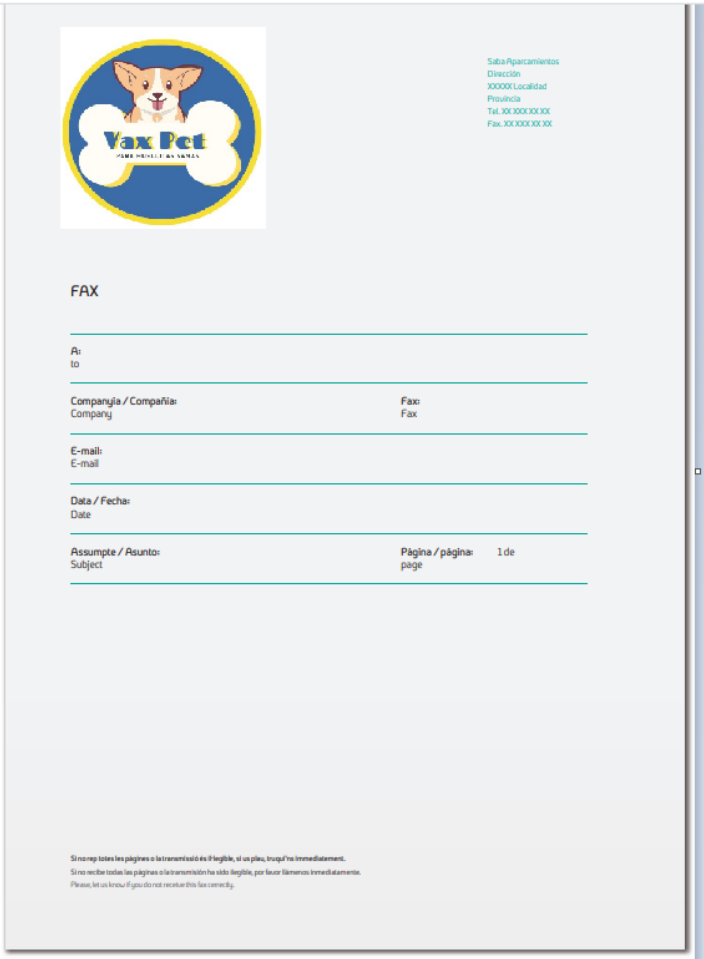 Vax Pet
Saba Aparcamientos
Dirección
XXXXX Localidad
Provincia
Tel. XX XXX XX XX
Fax. XX XXX XX XX
FAX
A:
to
Companyia / Compañia: Fax:
Company Fax
E-mail:
E-mail
Data / Fecha:
Date
Assumpte / Asunto: Pàgina / página: 1 de
Subject page
Si no rep totes les pàgines o la transmissió és il·legible, si us plau, truqui'ns immediatament.
Si no recibe todas las páginas o la transmisión ha sido ilegible, por favor llámenos inmediatamente.
Please, let us know if you do not receive this fax correctly.